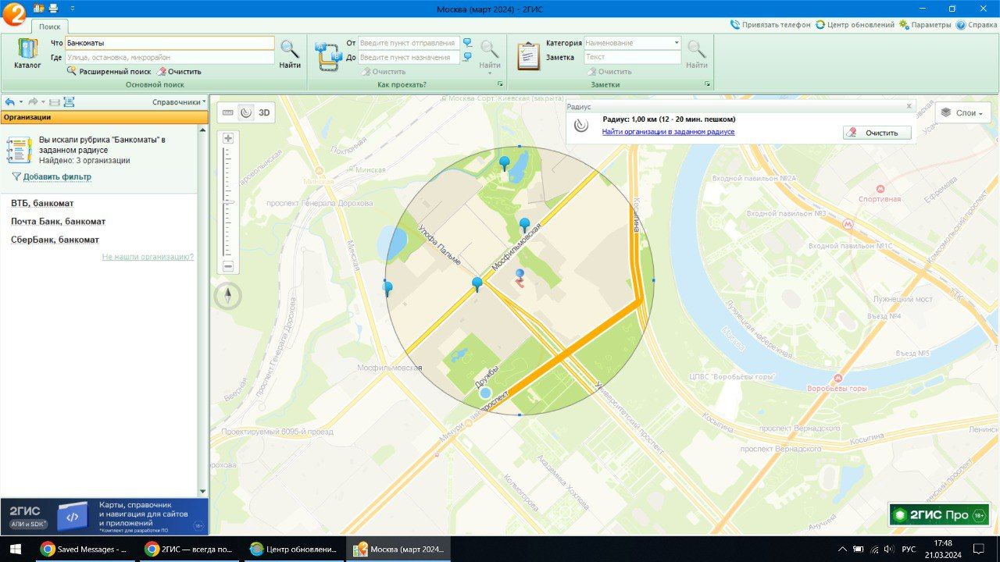 Москва (март 2024) - 2ГИС
Поиск
Привязать телефон
Центр обновлений
Параметры
Справка
Каталог
Что
Банкоматы
Где
Улица, остановка, микрорайон
Расширенный поиск
Очистить
Найти
Основной поиск
От
Введите пункт отправления
До
Введите пункт назначения
Очистить
Найти
Как проехать?
Категория
Наименование
Заметка
Текст
Очистить
Найти
Заметки
Справочники
Организации
Вы искали рубрика "Банкоматы" в
заданном радиусе
Найдено: 3 организации
Добавить фильтр
ВТБ, банкомат
Почта Банк, банкомат
СберБанк, банкомат
Не нашли организацию?
2ГИС
АПИ и SDK*
Карты, справочник
и навигация для сайтов
и приложений
*Комплект для разработки ПО
18+
3D
Радиус
Радиус: 1,00 км (12 - 20 мин. пешком)
Найти организации в заданном радиусе
Очистить
Слои
Москва-Сорт. Киевская (закрыта)
Поклонная
Минская
Минская
проспект Генерала Дорохова
Минская
Улофа Пальме
Мосфильмовская
Косыгина
Входной павильон №2А
Спортивная
Входной павильон №3
Входной павильон №1С
Ефремова
Комсомольский проспект
ТТК
Лужнецкий мост
Въезд №4
Въезд №5
Лужнецкая набережная
Москва
Воробьёвы горы
ЦПВС "Воробьёвы горы"
Мосфильмовская
Веерная
проспект Генерала Дорохова
Дружбы
Университетский проспект
Проектируемый 6095-й проезд
Косыгина
проспект Вернадского
проспект Вернадского
Косыгина
Ленинск
Академика Хохлова
Колмогорова
Анучина
2ГИС Про
18+
Saved Messages - ...
2ГИС — всегда по...
Центр обновлени...
Москва (март 2024...
РУС
17:48
21.03.2024